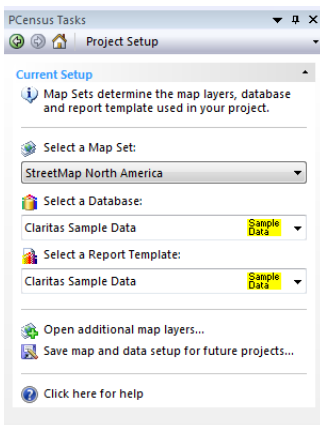 PCensus Tasks
Project Setup
Current Setup
Map Sets determine the map layers, database
and report template used in your project.
Select a Map Set:
StreetMap North America
Select a Database:
Claritas Sample Data
Sample
Data
Select a Report Template:
Claritas Sample Data
Sample
Data
Open additional map layers...
Save map and data setup for future projects...
Click here for help